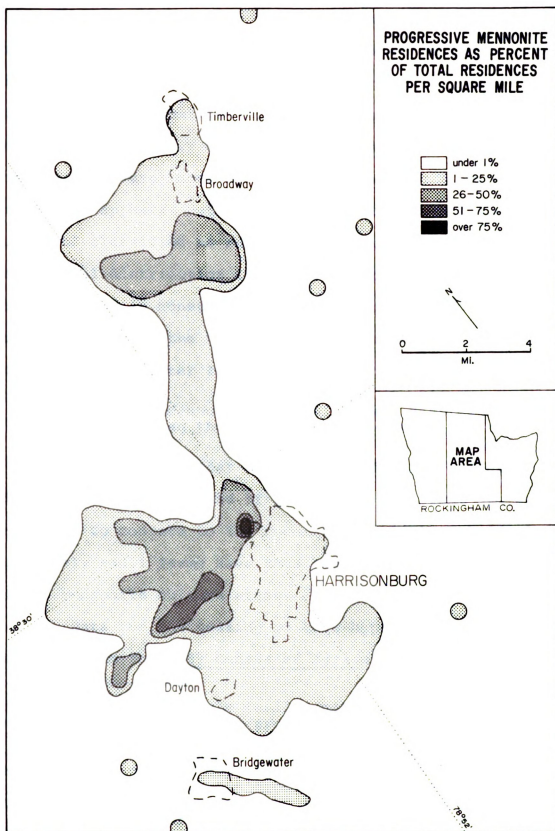 PROGRESSIVE MENNONITE
RESIDENCES AS PERCENT
OF TOTAL RESIDENCES
PER SQUARE MILE
under 1%
1-25%
26-50%
51-75%
over 75%
N
0 2 4
MI.
MAP
AREA
ROCKINGHAM CO.
Timberville
Broadway
HARRISONBURG
38°30'
Dayton
Bridgewater
78°52'